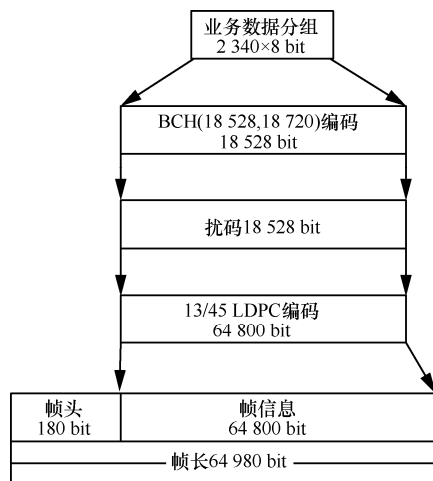 业务数据分组
2 340×8 bit
BCH(18 528,18 720)编码
18 528 bit
扰码18 528 bit
13/45 LDPC编码
64 800 bit
帧头
180 bit
帧信息
64 800 bit
帧长64 980 bit